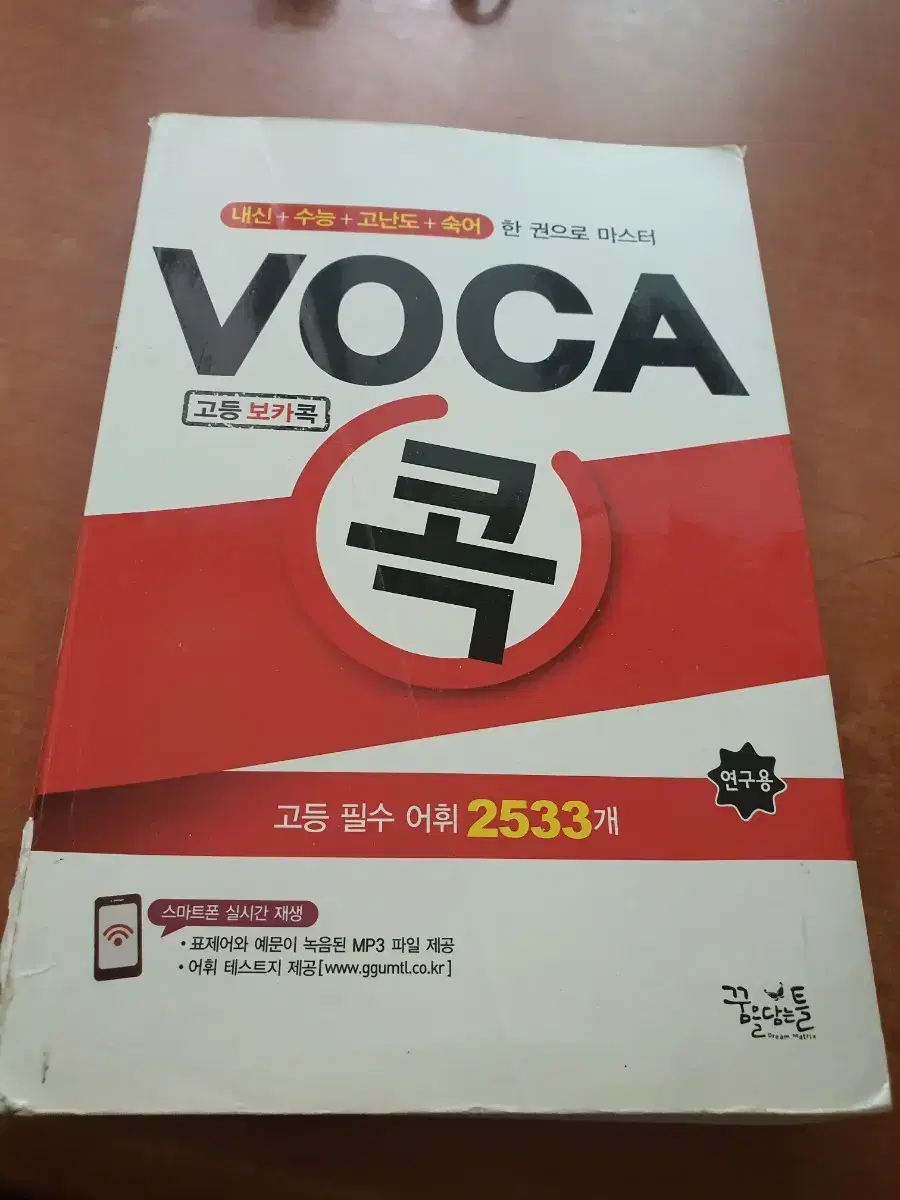 내신+수능+고난도+숙어 한 권으로 마스터
VOCA
고등 보카콕
콕
연구용
고등 필수 어휘 2533개
스마트폰 실시간 재생
• 표제어와 예문이 녹음된 MP3 파일 제공
• 어휘 테스트지 제공[www.ggumtl.co.kr]
꿈을담는틀
Dream Matrix